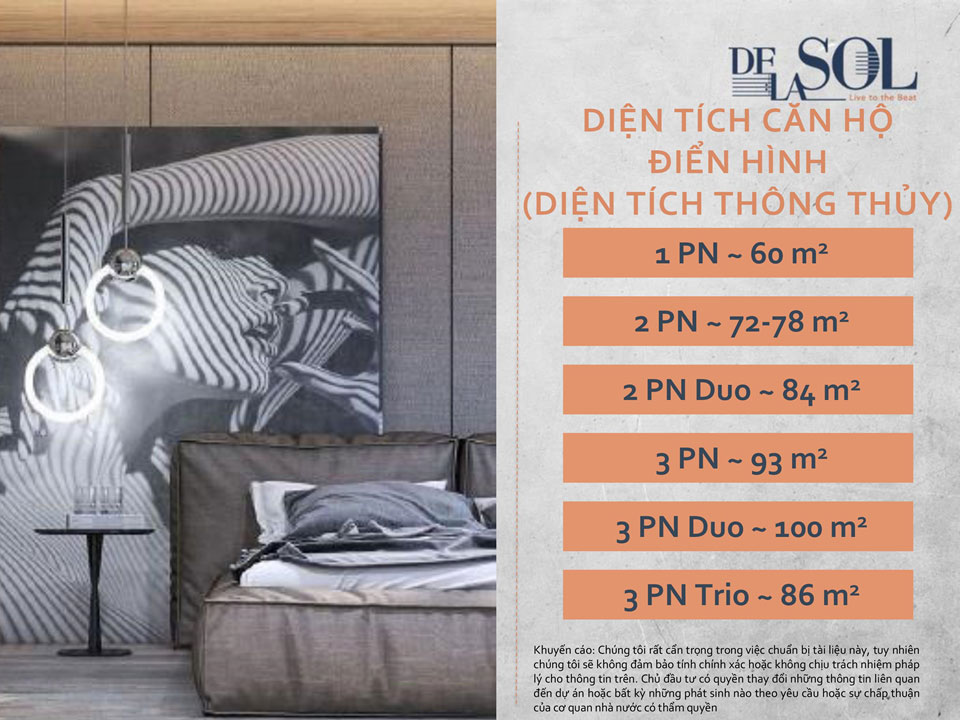 DE LA SOL
Live to the Beat
DIỆN TÍCH CĂN HỘ
ĐIỂN HÌNH
(DIỆN TÍCH THÔNG THỦY)
1 PN ~ 60 m²
2 PN ~ 72-78 m²
2 PN Duo ~ 84 m²
3 PN ~ 93 m²
3 PN Duo ~ 100 m²
3 PN Trio ~ 86 m²
Khuyến cáo: Chúng tôi rất cẩn trọng trong việc chuẩn bị tài liệu này, tuy nhiên
chúng tôi sẽ không đảm bảo tính chính xác hoặc không chịu trách nhiệm pháp
lý cho thông tin trên. Chủ đầu tư có quyền thay đổi những thông tin liên quan
đến dự án hoặc bất kỳ những phát sinh nào theo yêu cầu hoặc sự chấp thuận
của cơ quan nhà nước có thẩm quyền